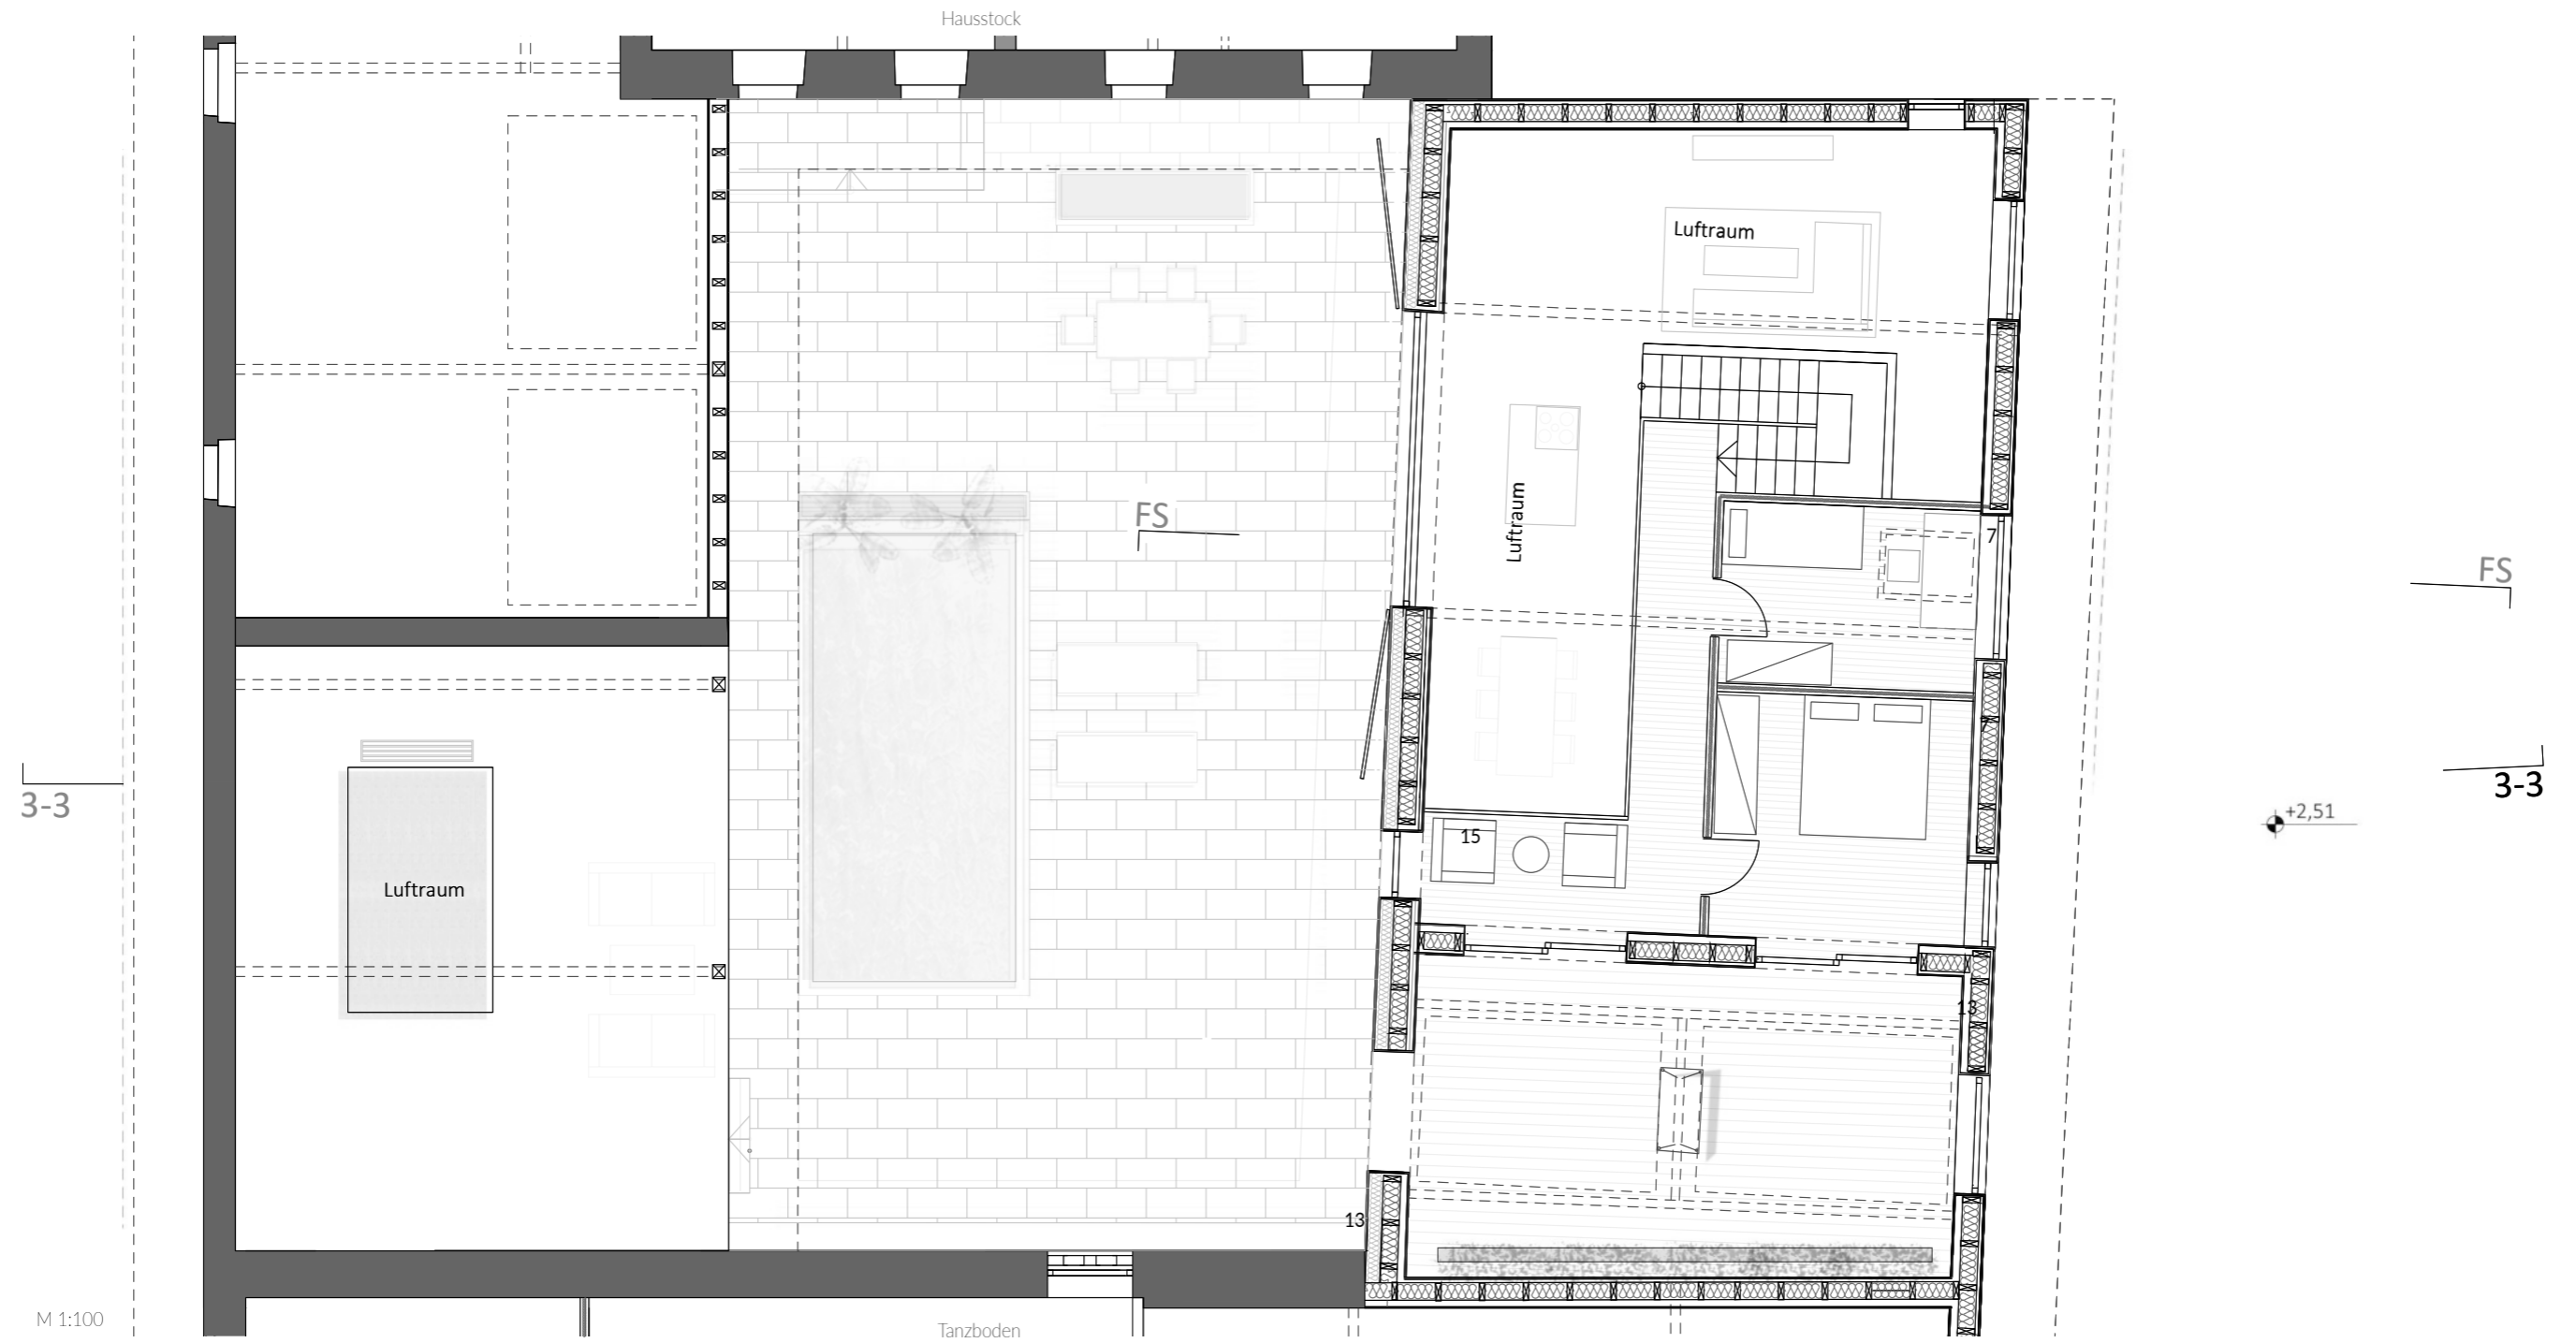 Hausstock
Luftraum
FS
Luftraum
7
FS
7
3-3
3-3
+2,51
15
Luftraum
13
13
M 1:100
Tanzboden